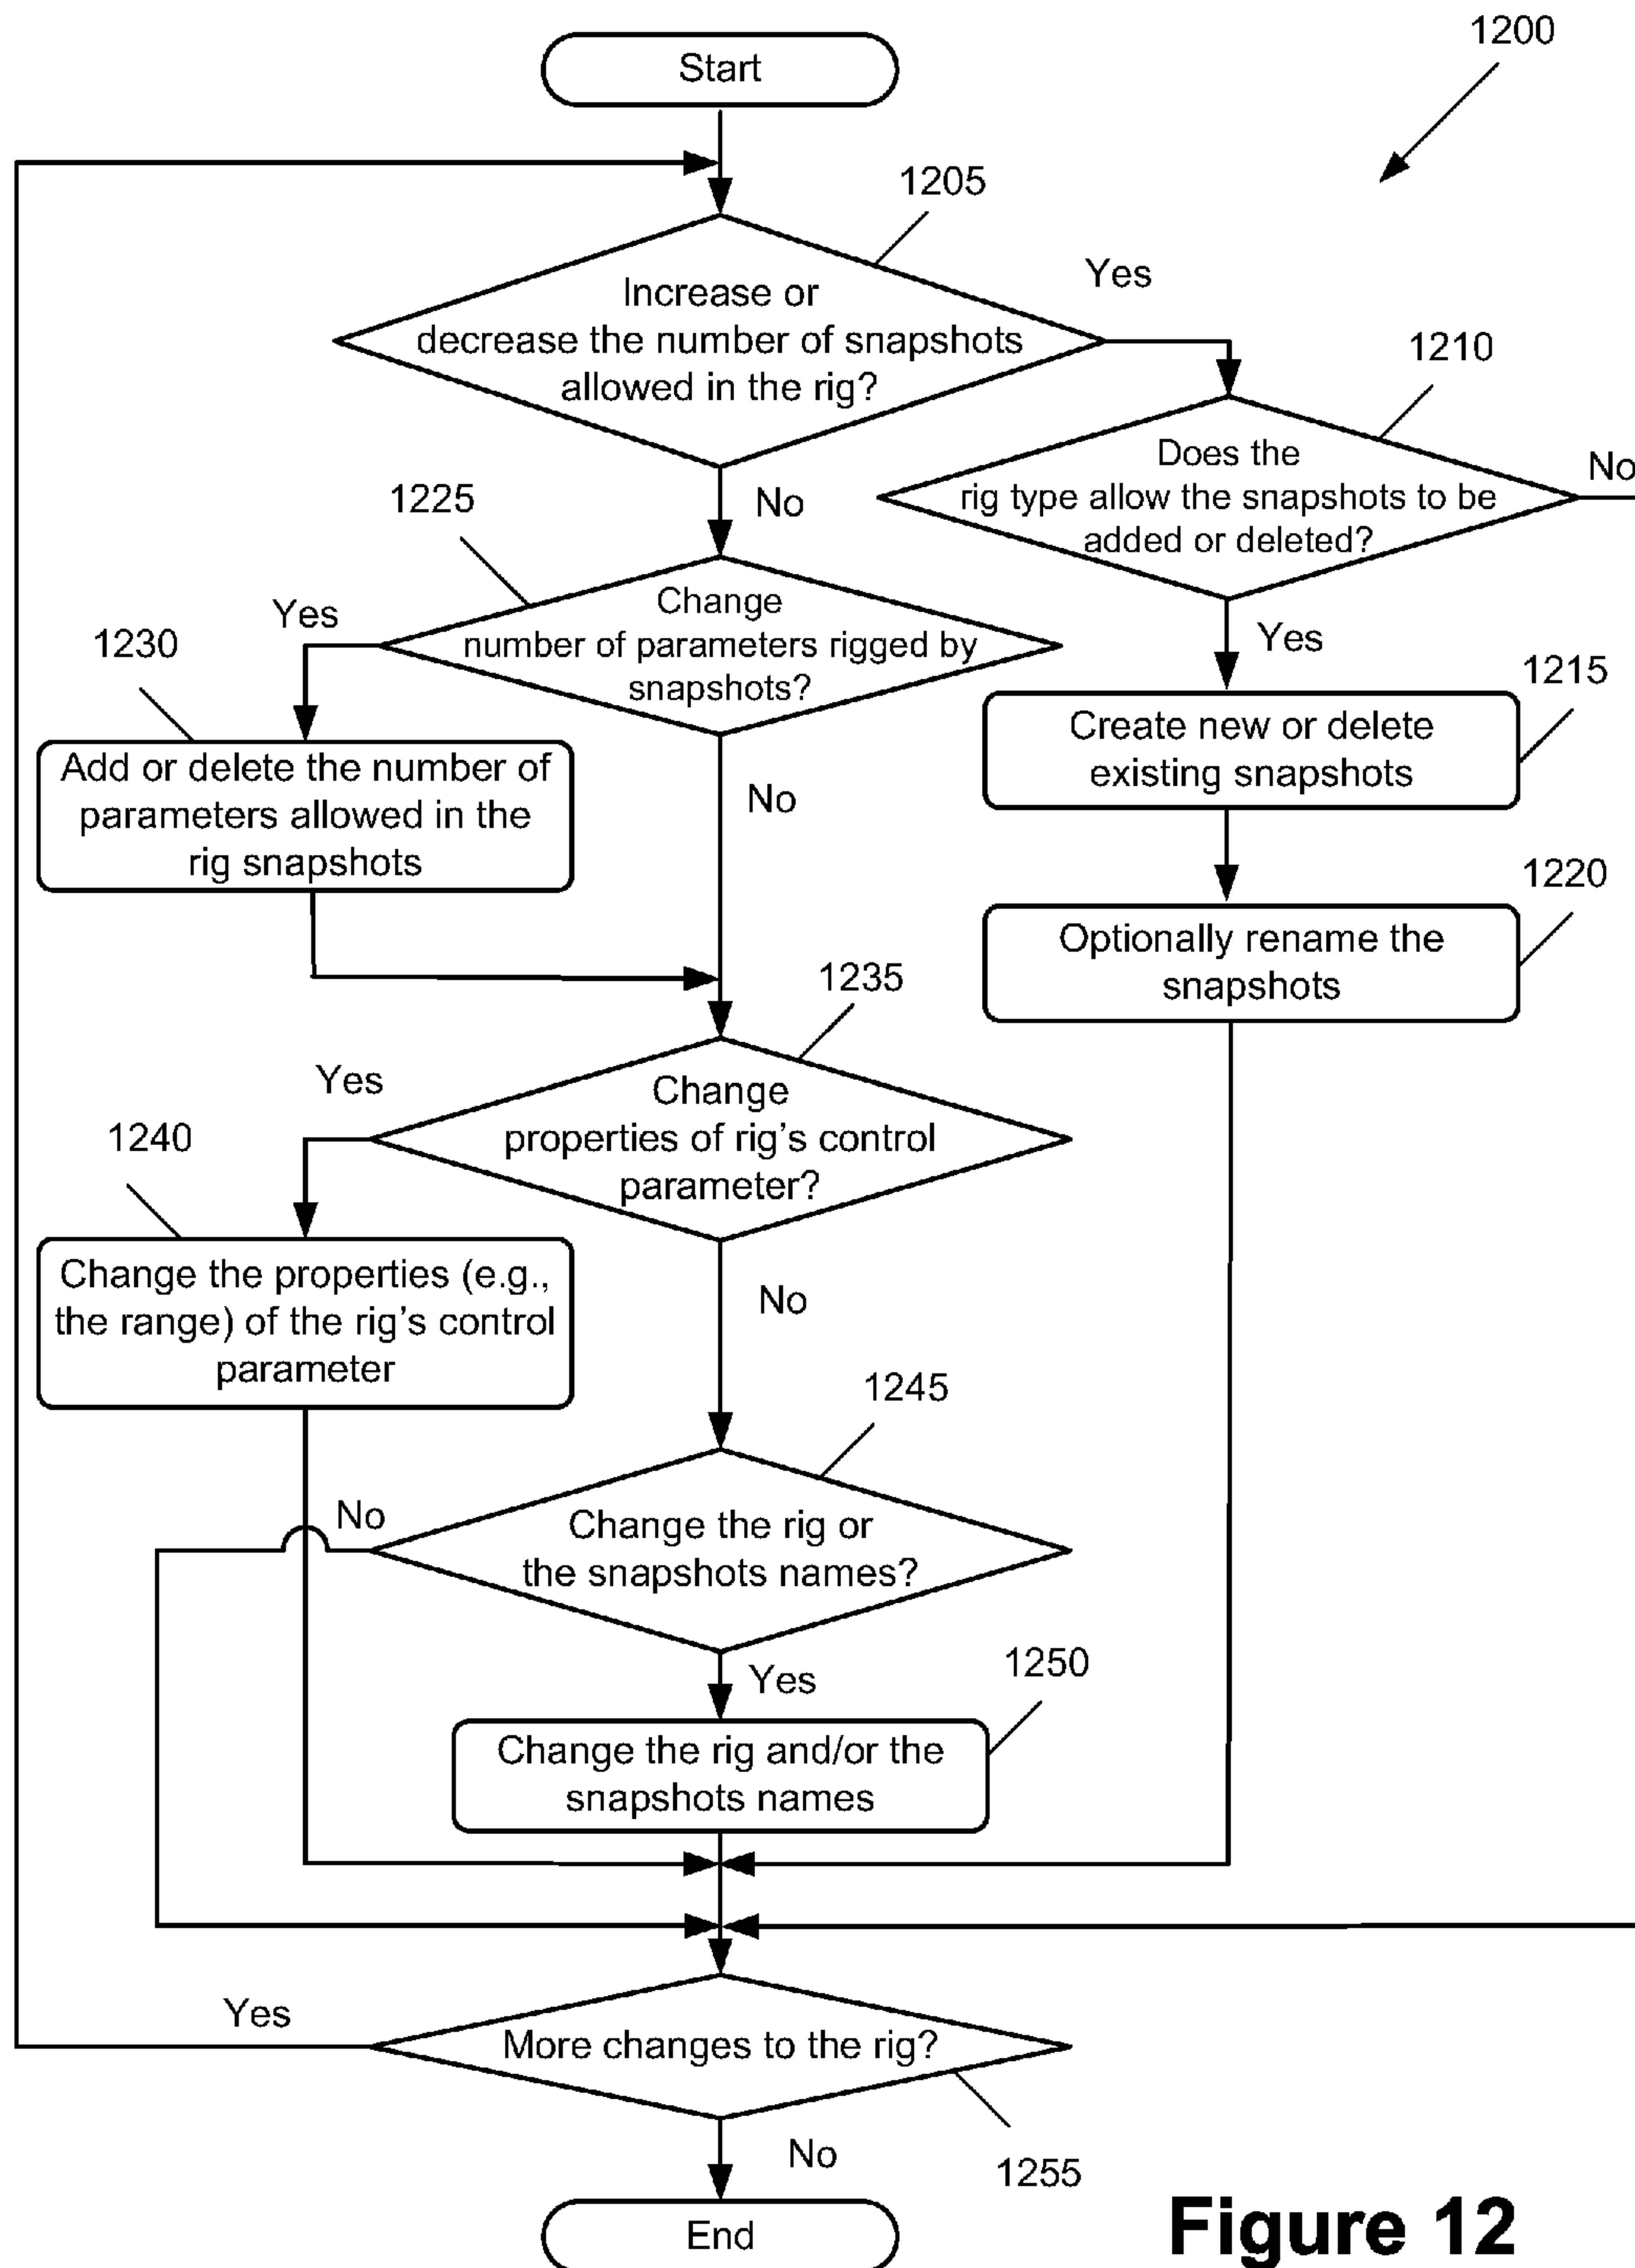 1200
Start
1205
Increase or
decrease the number of snapshots
allowed in the rig?
Yes
1210
Does the
rig type allow the snapshots to be
added or deleted?
No
No
1225
Change
number of parameters rigged by
snapshots?
Yes
Yes
1230
Add or delete the number of
parameters allowed in the
rig snapshots
No
1215
Create new or delete
existing snapshots
1220
Optionally rename the
snapshots
1235
Change
properties of rig's control
parameter?
Yes
1240
Change the properties (e.g.,
the range) of the rig's control
parameter
No
1245
Change the rig or
the snapshots names?
No
Yes
1250
Change the rig and/or the
snapshots names
More changes to the rig?
Yes
1255
No
End
Figure 12